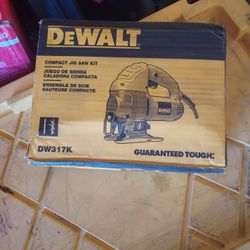 DEWALT
COMPACT JIG SAW KIT
JUEGO DE SIERRA
CALADORA COMPACTA
ENSEMBLE DE SCIE
SAUTEUSE COMPACTE
DW317K
GUARANTEED TOUGH.